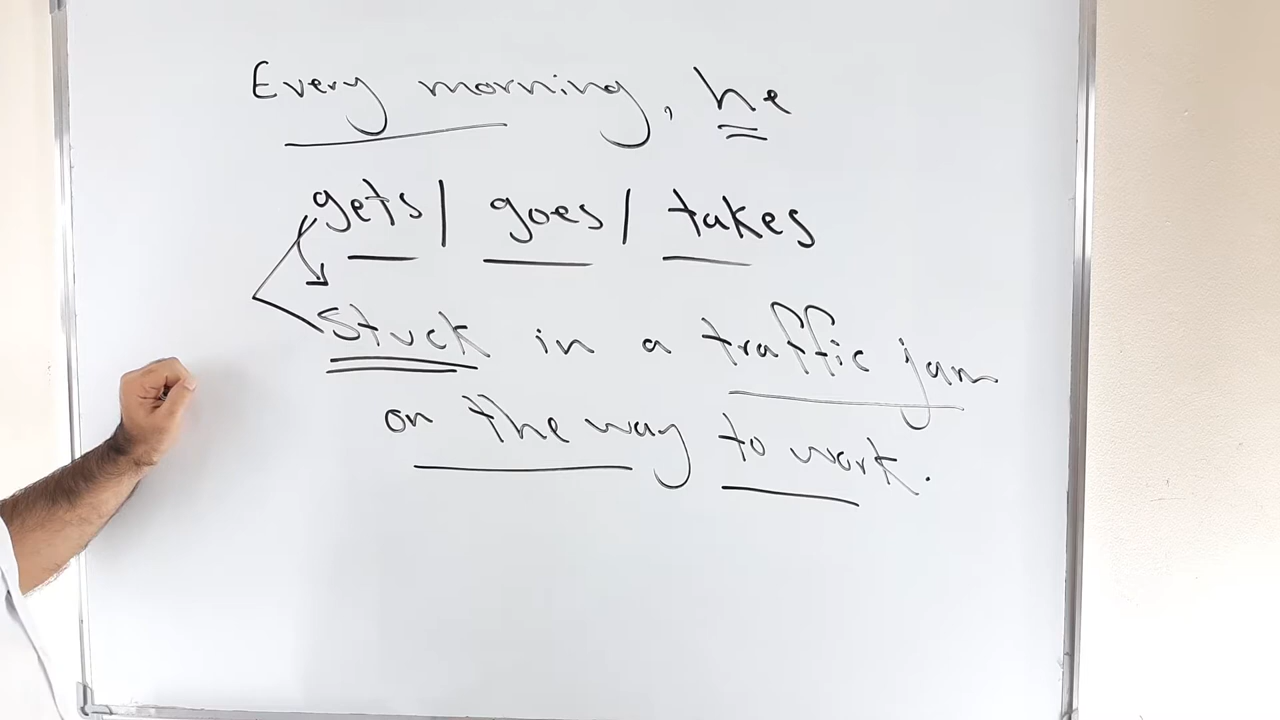 Every morning, he
gets/ goes/ takes
stuck in a traffic jam
on the way to work.